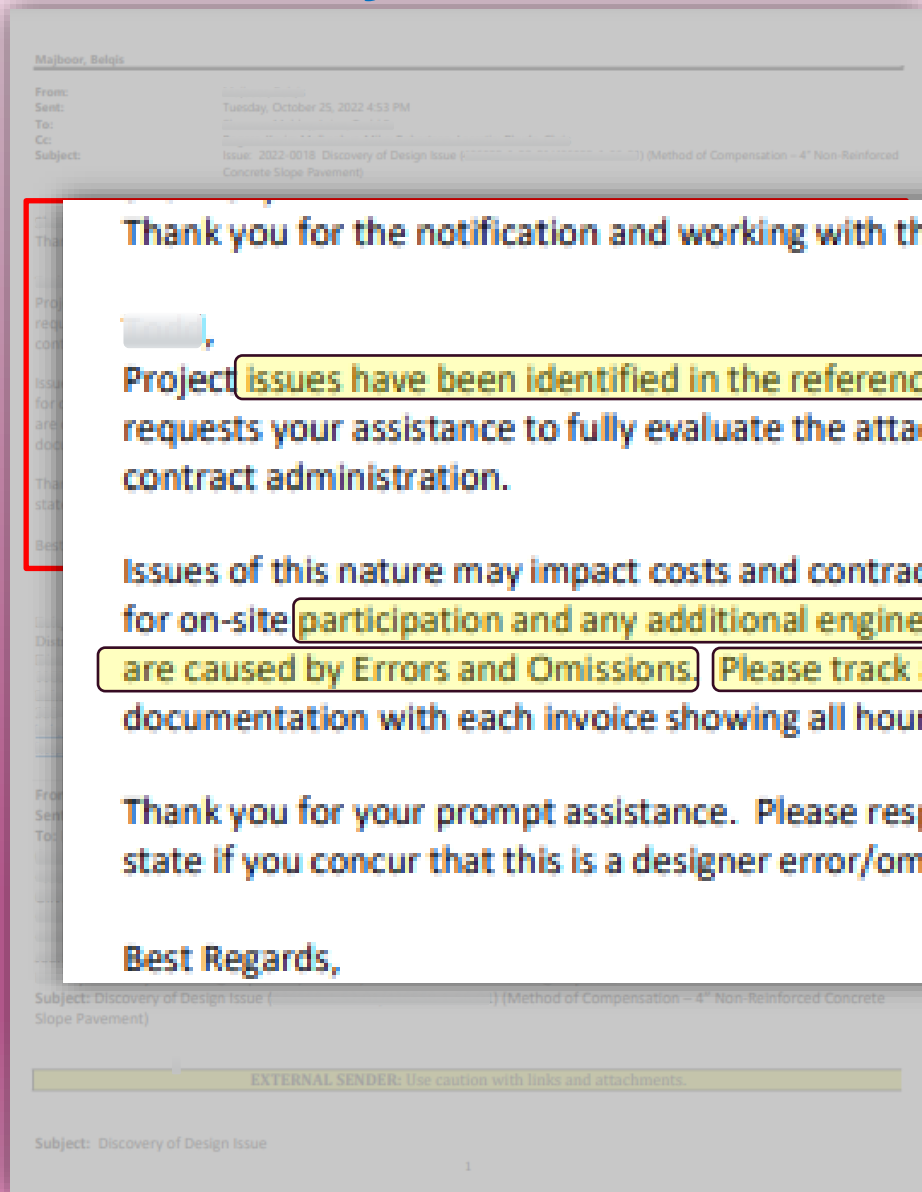 Majboor, Belqis
From:
Sent: Tuesday, October 25, 2022 4:53 PM
To:
Cc:
Subject: Issue: 2022-0018 Discovery of Design Issue ( ) (Method of Compensation – 4" Non-Reinforced
Concrete Slope Pavement)
Thank you for the notification and working with th
Project issues have been identified in the referenc
requests your assistance to fully evaluate the atta
contract administration.
Issues of this nature may impact costs and contrac
for on-site participation and any additional engine
are caused by Errors and Omissions. Please track
documentation with each invoice showing all hour
Thank you for your prompt assistance. Please resp
state if you concur that this is a designer error/om
Best Regards,
Subject: Discovery of Design Issue ( .) (Method of Compensation – 4" Non-Reinforced Concrete
Slope Pavement)
EXTERNAL SENDER: Use caution with links and attachments.
Subject: Discovery of Design Issue
1